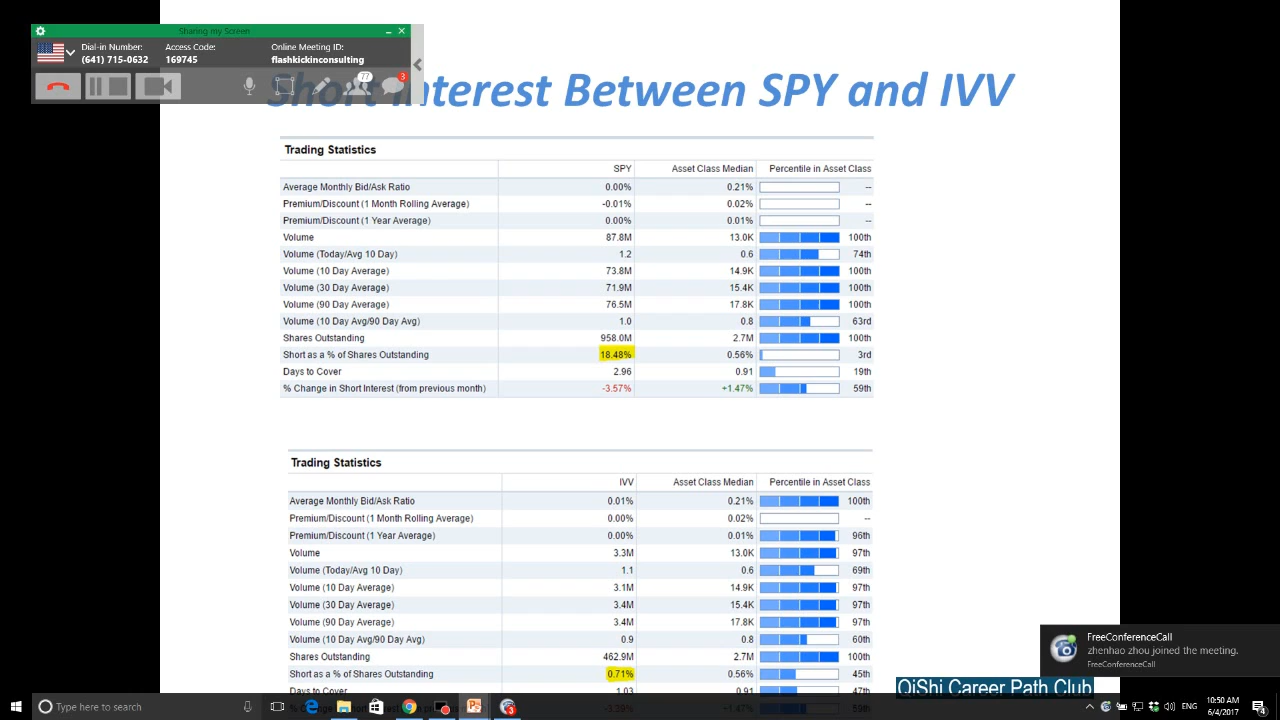 Sharing my Screen
Dial-in Number: Access Code: Online Meeting ID:
(641) 715-0632 169745 flashkickinconsulting
77 3
Short Interest Between SPY and IVV
Trading Statistics
SPY Asset Class Median Percentile in Asset Class
Average Monthly Bid/Ask Ratio 0.00% 0.21% --
Premium/Discount (1 Month Rolling Average) -0.01% 0.02% --
Premium/Discount (1 Year Average) 0.00% 0.01% --
Volume 87.8M 13.0K 100th
Volume (Today/Avg 10 Day) 1.2 0.6 74th
Volume (10 Day Average) 73.8M 14.9K 100th
Volume (30 Day Average) 71.9M 15.4K 100th
Volume (90 Day Average) 76.5M 17.8K 100th
Volume (10 Day Avg/90 Day Avg) 1.0 0.8 63rd
Shares Outstanding 958.0M 2.7M 100th
Short as a % of Shares Outstanding 18.48% 0.56% 3rd
Days to Cover 2.96 0.91 19th
% Change in Short Interest (from previous month) -3.57% +1.47% 59th
Trading Statistics
IVV Asset Class Median Percentile in Asset Class
Average Monthly Bid/Ask Ratio 0.01% 0.21% 100th
Premium/Discount (1 Month Rolling Average) 0.00% 0.02% --
Premium/Discount (1 Year Average) 0.00% 0.01% 96th
Volume 3.3M 13.0K 97th
Volume (Today/Avg 10 Day) 1.1 0.6 69th
Volume (10 Day Average) 3.1M 14.9K 97th
Volume (30 Day Average) 3.4M 15.4K 97th
Volume (90 Day Average) 3.4M 17.8K 97th
Volume (10 Day Avg/90 Day Avg) 0.9 0.8 60th
Shares Outstanding 462.9M 2.7M 100th
Short as a % of Shares Outstanding 0.71% 0.56% 45th
Days to Cover 1.03 0.91 47th
FreeConferenceCall
zhenhao zhou joined the meeting.
FreeConferenceCall
QiShi Career Path Club
Type here to search
ENG
10:50 AM
6/4/2017
4